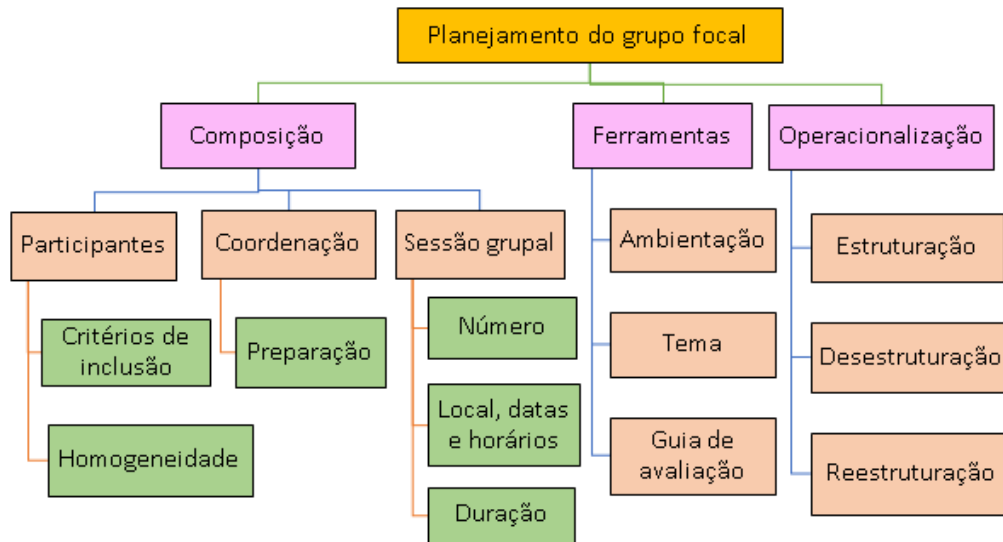 Planejamento do grupo focal
Composição
Ferramentas
Operacionalização
Participantes
Coordenação
Sessão grupal
Critérios de
inclusão
Homogeneidade
Preparação
Número
Local, datas
e horários
Duração
Ambientação
Tema
Guia de
avaliação
Estruturação
Desestruturação
Reestruturação